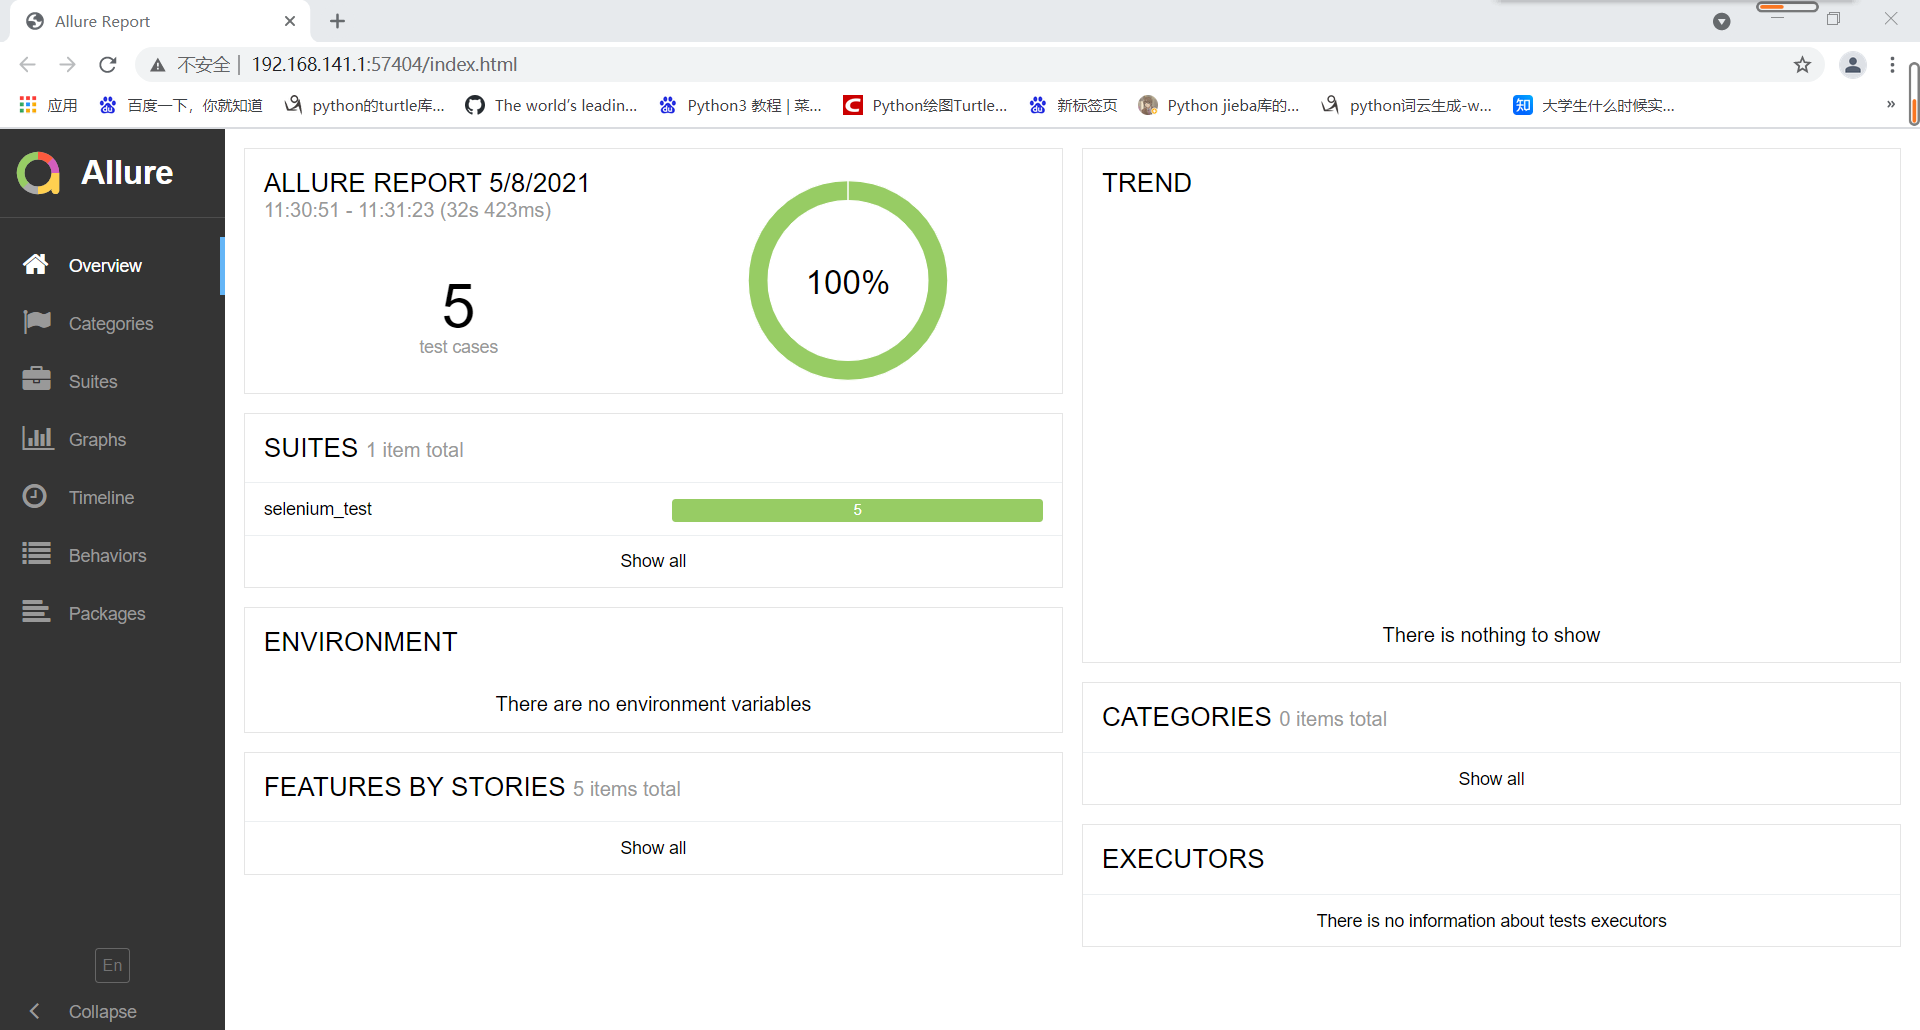 Allure Report
不安全 | 192.168.141.1:57404/index.html
应用 百度一下，你就知道 python的turtle库... The world's leadin... Python3 教程 | 菜... Python绘图Turtle... 新标签页 Python jieba库的... python词云生成-w... 知 大学生什么时候实... »
Allure
Overview
Categories
Suites
Graphs
Timeline
Behaviors
Packages
En
Collapse
ALLURE REPORT 5/8/2021
11:30:51 - 11:31:23 (32s 423ms)
5
test cases
100%
SUITES 1 item total
selenium_test 5
Show all
ENVIRONMENT
There are no environment variables
FEATURES BY STORIES 5 items total
Show all
TREND
There is nothing to show
CATEGORIES 0 items total
Show all
EXECUTORS
There is no information about tests executors